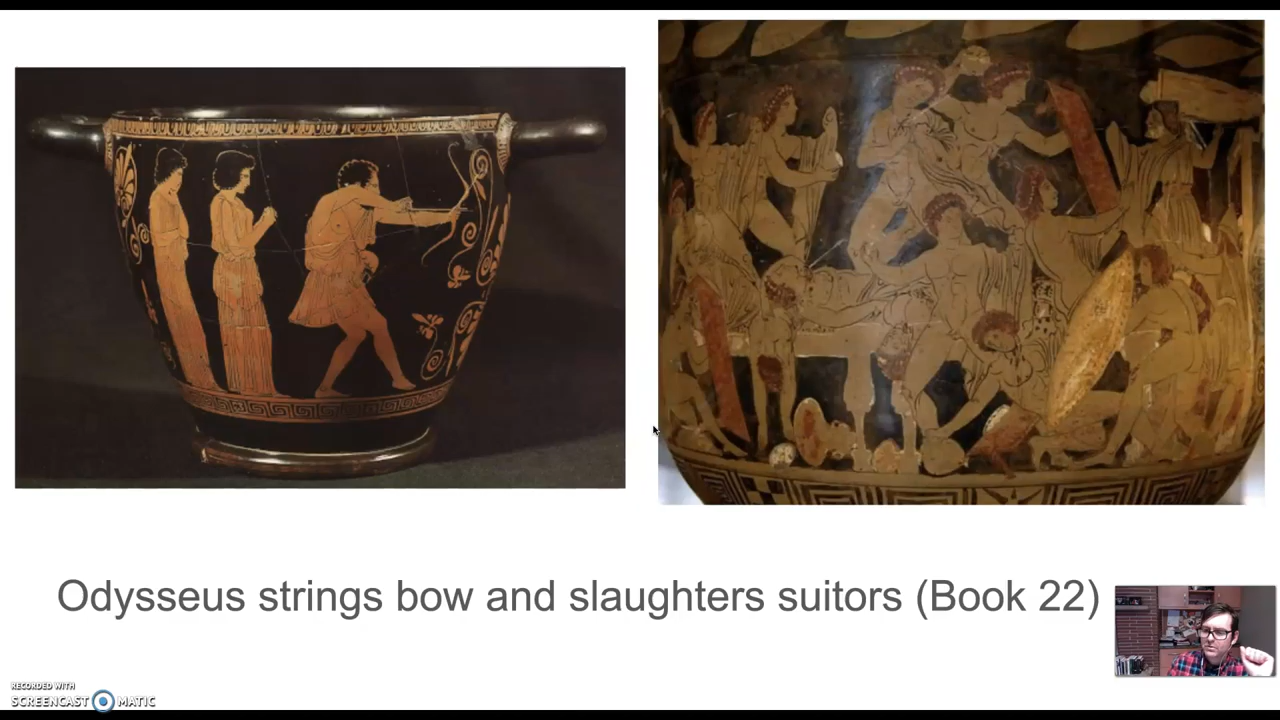 Odysseus strings bow and slaughters suitors (Book 22)
RECORDED WITH
SCREENCAST MATIC